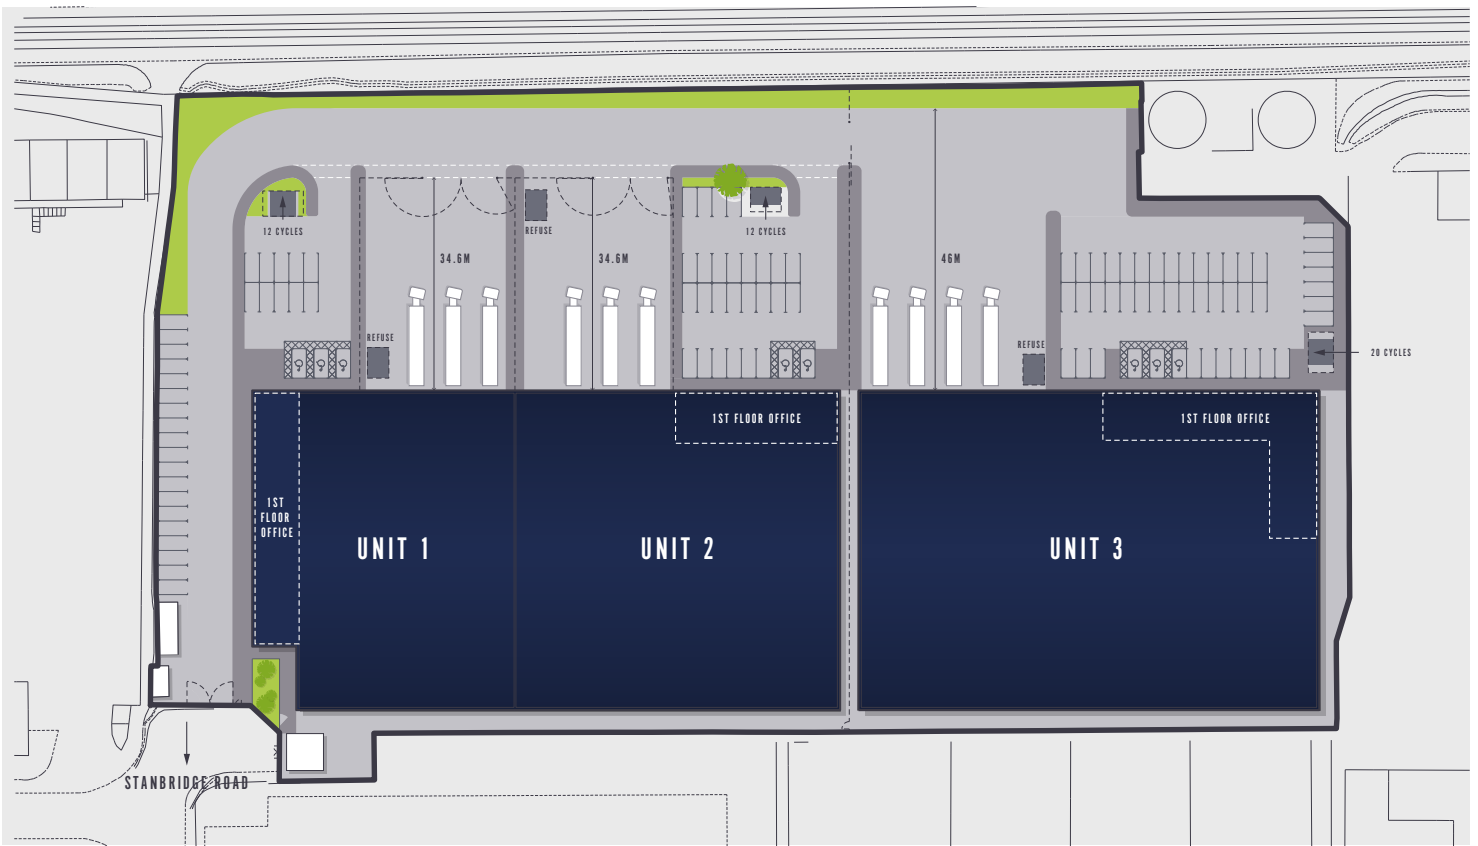 12 CYCLES
REFUSE
12 CYCLES
34.6M
34.6M
46M
REFUSE
REFUSE
20 CYCLES
1ST FLOOR OFFICE
1ST FLOOR OFFICE
1ST
FLOOR
OFFICE
UNIT 1
UNIT 2
UNIT 3
STANBRIDGE ROAD